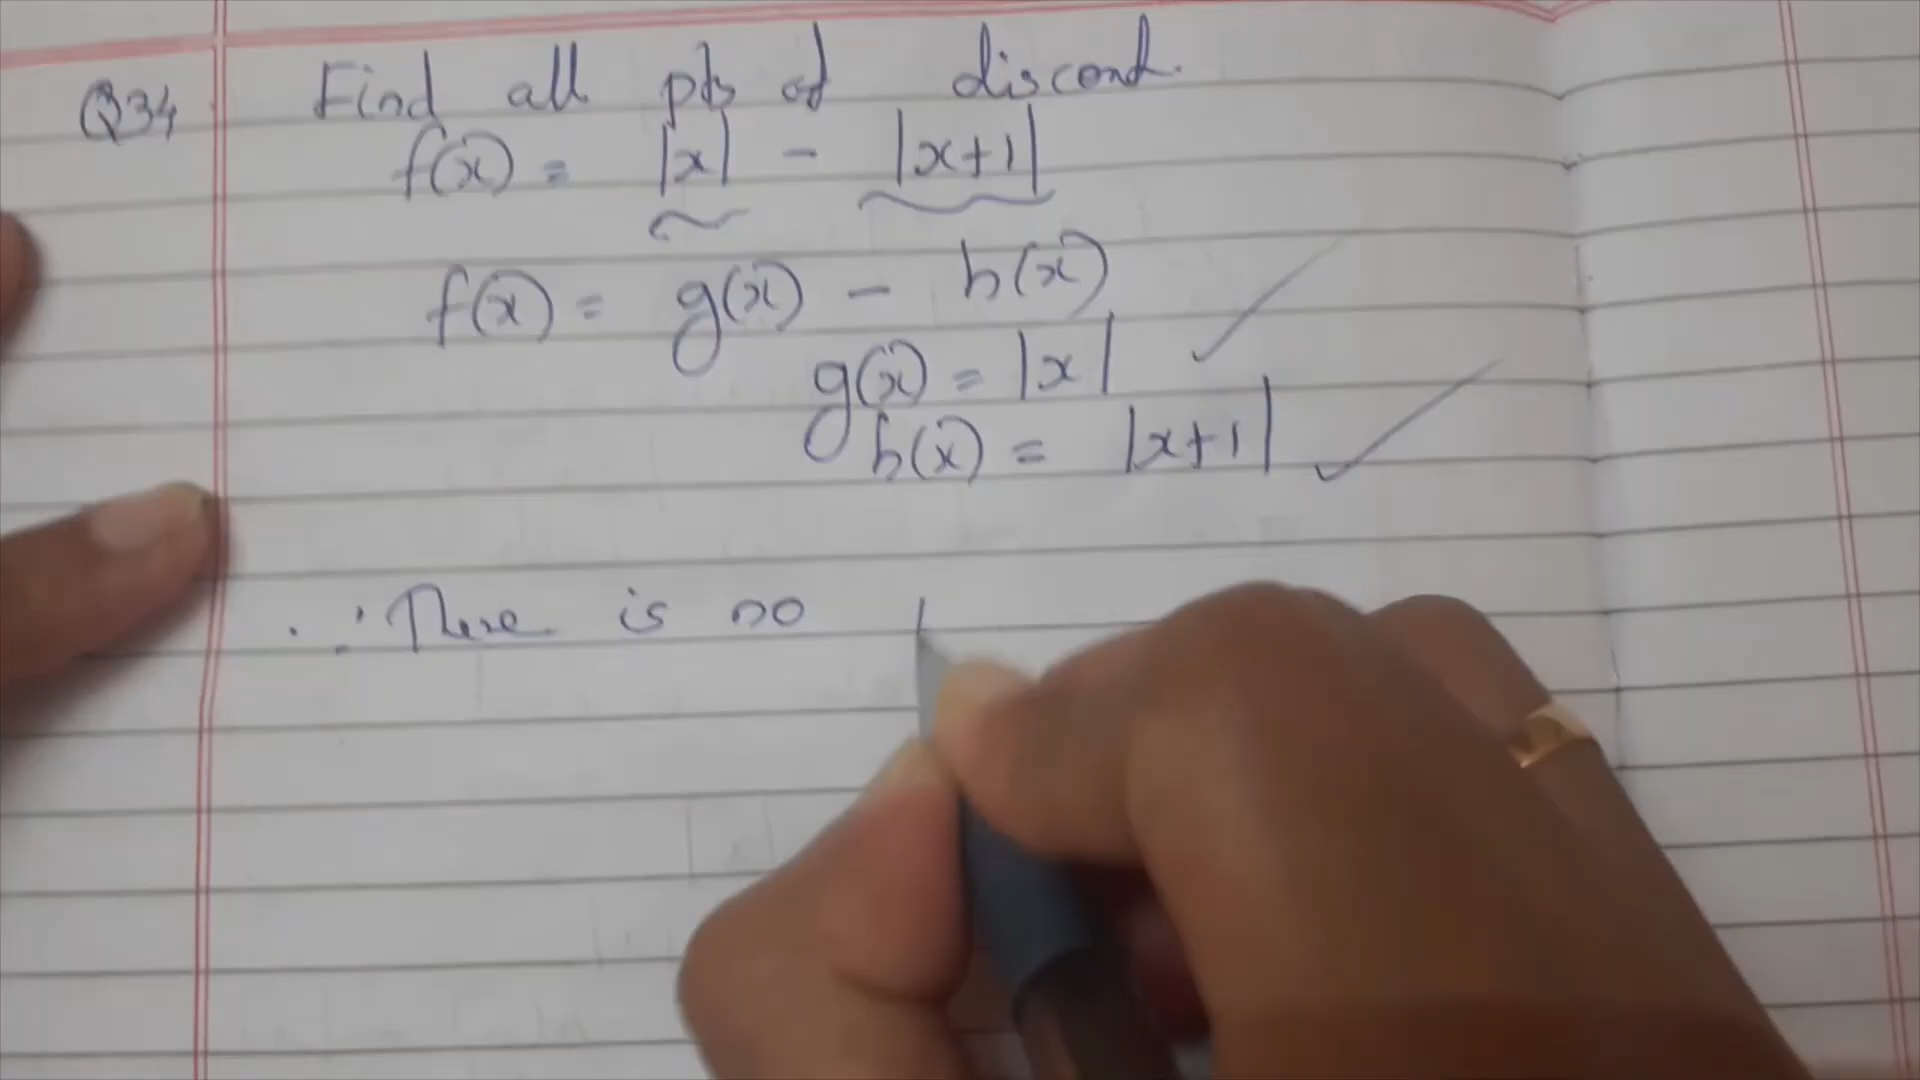 Q34 Find all pts of discont.
f(x) = |x| - |x+1|
f(x) = g(x) - h(x)
g(x) = |x| ✓
h(x) = |x+1| ✓
∴ There is no